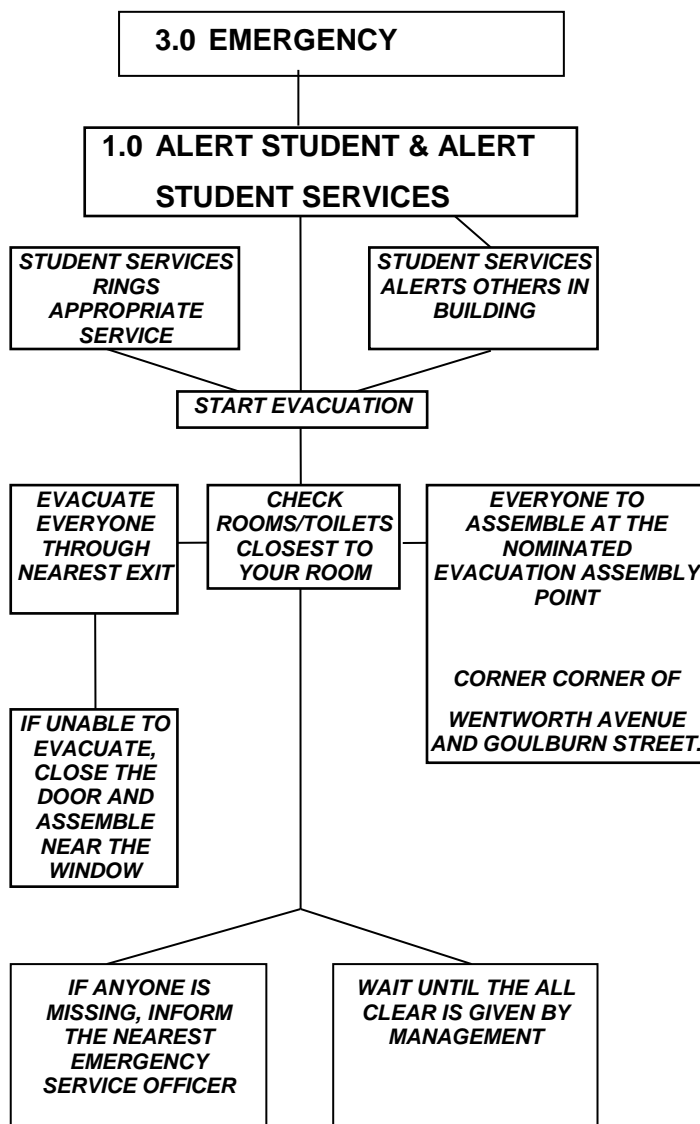 3.0 EMERGENCY
1.0 ALERT STUDENT & ALERT
STUDENT SERVICES
STUDENT SERVICES
RINGS
APPROPRIATE
SERVICE
STUDENT SERVICES
ALERTS OTHERS IN
BUILDING
START EVACUATION
EVACUATE
EVERYONE
THROUGH
NEAREST EXIT
CHECK
ROOMS/TOILETS
CLOSEST TO
YOUR ROOM
EVERYONE TO
ASSEMBLE AT THE
NOMINATED
EVACUATION ASSEMBLY
POINT
CORNER CORNER OF
WENTWORTH AVENUE
AND GOULBURN STREET.
IF UNABLE TO
EVACUATE,
CLOSE THE
DOOR AND
ASSEMBLE
NEAR THE
WINDOW
IF ANYONE IS
MISSING, INFORM
THE NEAREST
EMERGENCY
SERVICE OFFICER
WAIT UNTIL THE ALL
CLEAR IS GIVEN BY
MANAGEMENT